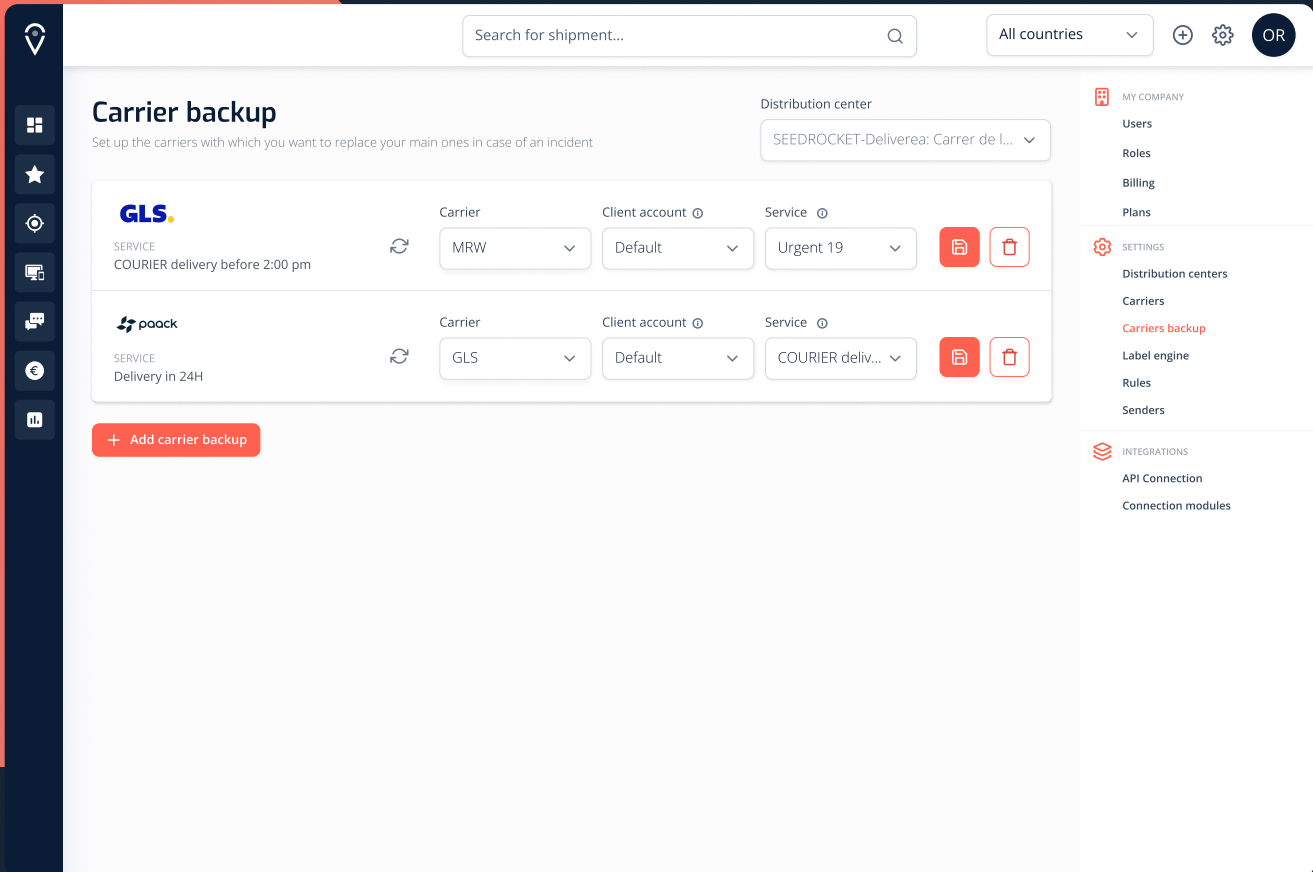 Search for shipment...
All countries
OR
Carrier backup
Set up the carriers with which you want to replace your main ones in case of an incident
Distribution center
SEEDROCKET-Deliverea: Carrer de l...
GLS.
SERVICE
COURIER delivery before 2:00 pm
Carrier
MRW
Client account
Default
Service
Urgent 19
paack
SERVICE
Delivery in 24H
Carrier
GLS
Client account
Default
Service
COURIER deliv...
Add carrier backup
MY COMPANY
Users
Roles
Billing
Plans
SETTINGS
Distribution centers
Carriers
Carriers backup
Label engine
Rules
Senders
INTEGRATIONS
API Connection
Connection modules